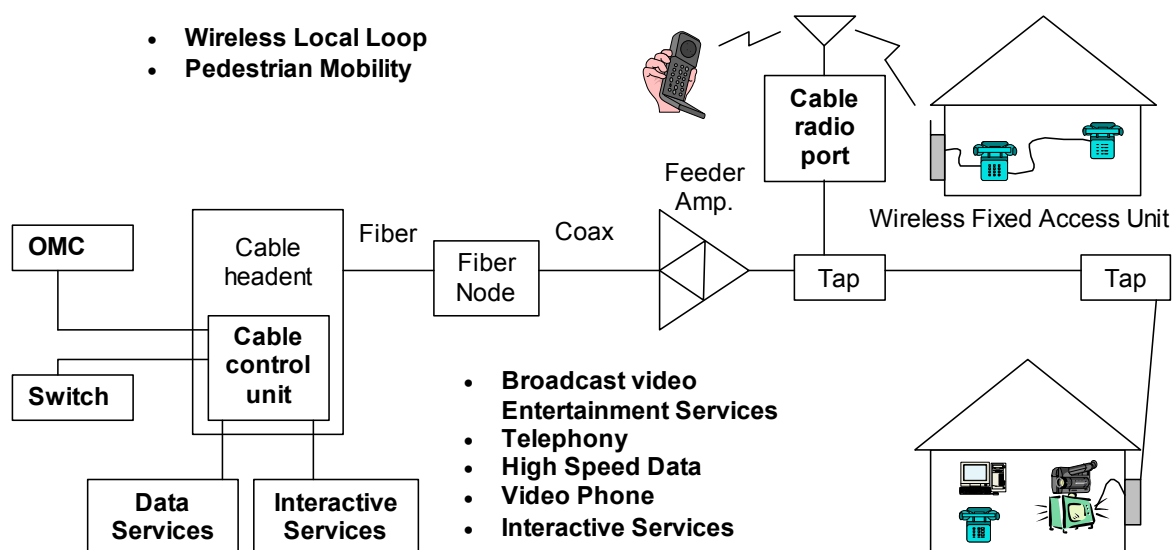 • Wireless Local Loop
• Pedestrian Mobility
Cable
radio
port
Feeder
Amp.
Wireless Fixed Access Unit
OMC
Cable
headent
Fiber
Fiber
Node
Coax
Tap
Tap
Cable
control
unit
Switch
• Broadcast video
Entertainment Services
• Telephony
• High Speed Data
• Video Phone
• Interactive Services
Data
Services
Interactive
Services